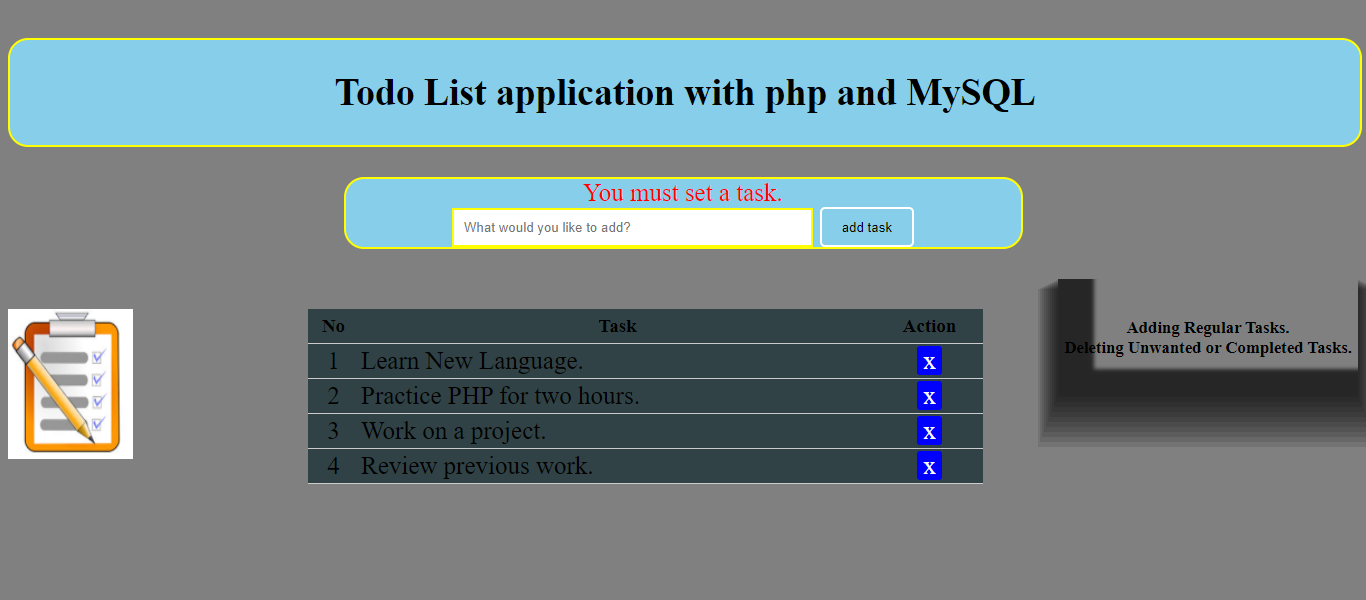 Todo List application with php and MySQL
You must set a task.
What would you like to add? add task
No Task Action
1 Learn New Language. x
2 Practice PHP for two hours. x
3 Work on a project. x
4 Review previous work. x
Adding Regular Tasks.
Deleting Unwanted or Completed Tasks.